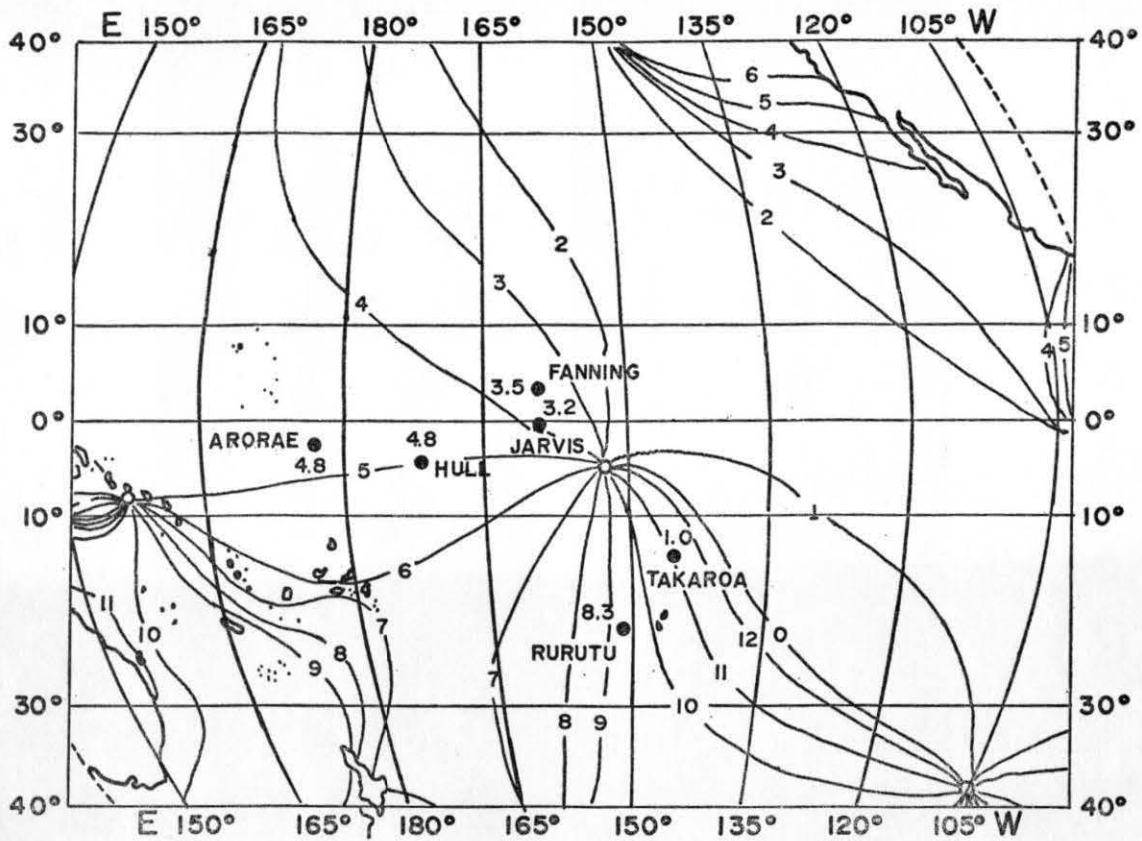 E 150° 165° 180° 165° 150° 135° 120° 105° W
40° 40°
6
5
30° 4 30°
3
2 2
3
4
10° 10°
4 5
FANNING
3.5
3.2
0° 0°
ARORAE 4.8 JARVIS
4.8 5 HULL
10° 1 10°
6 1.0
TAKAROA
11 8.3
10 7 12 0
8 RURUTU
9 11
7 10
30° 8 9 30°
40° 40°
E 150° 165° 180° 165° 150° 135° 120° 105° W